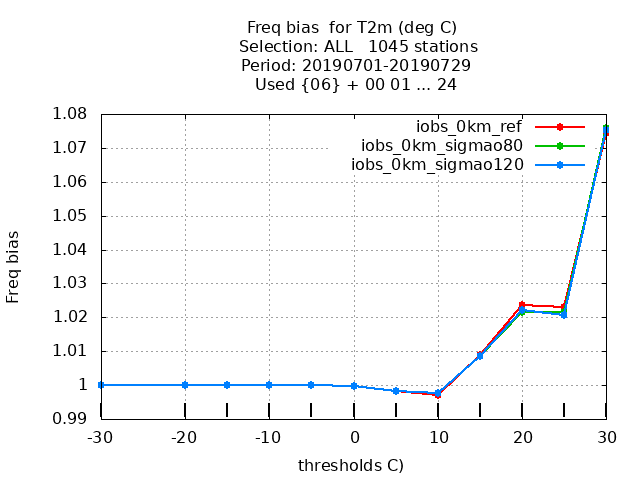 Freq bias  for T2m (deg C)
Selection: ALL   1045 stations
Period: 20190701-20190729
Used {06} + 00 01 ... 24
iobs_0km_ref
iobs_0km_sigmao80
iobs_0km_sigmao120
1.08
1.07
1.06
1.05
1.04
1.03
1.02
1.01
1
0.99
Freq bias
-30
-20
-10
0
10
20
30
thresholds C)